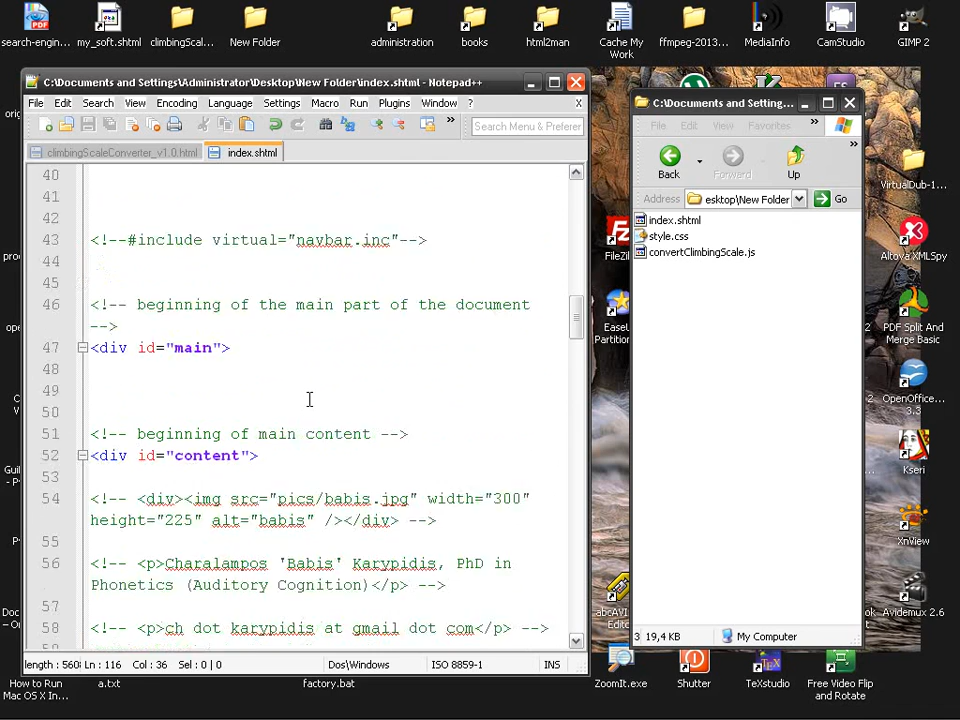 search-engin...
my_soft.shtml
climbingScal...
New Folder
administration
books
html2man
Cache My
Work
ffmpeg-2013...
MediaInfo
CamStudio
GIMP 2
C:\Documents and Settings\Administrator\Desktop\New Folder\index.shtml - Notepad++
File Edit Search View Encoding Language Settings Macro Run Plugins Window ? X
Search Menu & Preferer
climbingScaleConverter_v1.0.html
index.shtml
40
41
42
43 <!--#include virtual="navbar.inc"-->
44
45
46 <!-- beginning of the main part of the document
-->
47 <div id="main">
48
49
50
51 <!-- beginning of main content -->
52 <div id="content">
53
54 <!-- <div><img src="pics/babis.jpg" width="300"
height="225" alt="babis" /></div> -->
55
56 <!-- <p>Charalampos 'Babis' Karypidis, PhD in
Phonetics (Auditory Cognition)</p> -->
57
58 <!-- <p>ch dot karypidis at gmail dot com</p> -->
length : 560 Ln : 116 Col : 36 Sel : 0 | 0 Dos\Windows ISO 8859-1 INS
C:\Documents and Setting...
File Edit View Favorites
Back
Forward
Up
Address esktop\New Folder Go
index.shtml
style.css
convertClimbingScale.js
3 19,4 KB My Computer
VirtualDub-1...
Altova XMLSpy
PDF Split And
Merge Basic
OpenOffice...
3.3
Kseri
XnView
Avidemux 2.6
FileZil
EaseU
Partition
abcAVI
Edito
How to Run
Mac OS X In...
a.txt
factory.bat
ZoomIt.exe
Shutter
TeXstudio
Free Video Flip
and Rotate